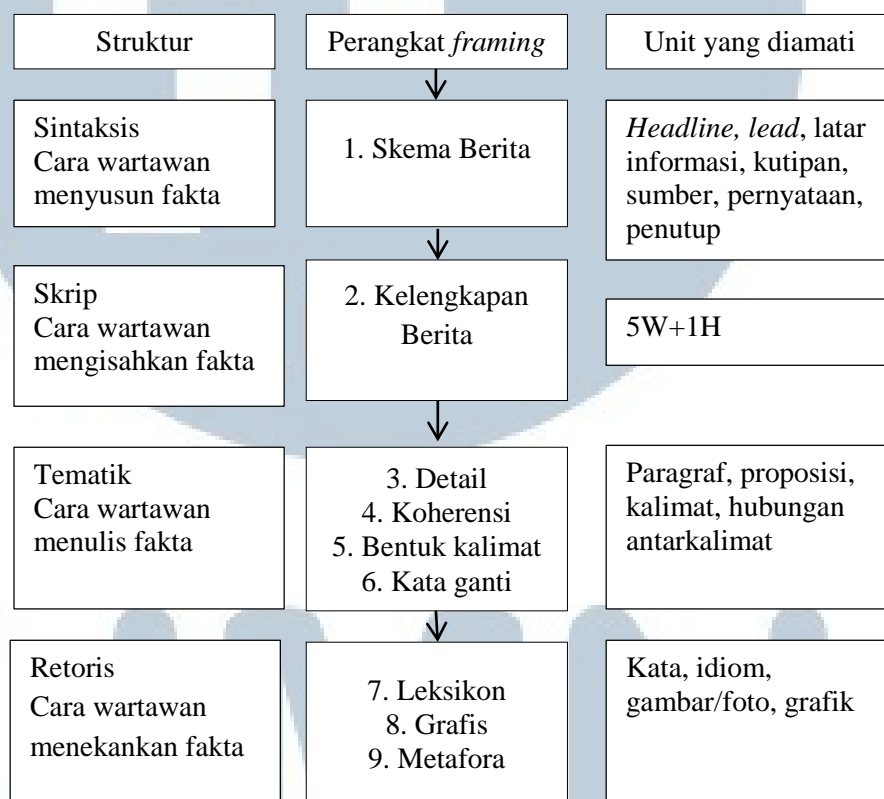 Struktur
Perangkat framing
Unit yang diamati
Sintaksis
Cara wartawan
menyusun fakta
1. Skema Berita
Headline, lead, latar
informasi, kutipan,
sumber, pernyataan,
penutup
Skrip
Cara wartawan
mengisahkan fakta
2. Kelengkapan
Berita
5W+1H
Tematik
Cara wartawan
menulis fakta
3. Detail
4. Koherensi
5. Bentuk kalimat
6. Kata ganti
Paragraf, proposisi,
kalimat, hubungan
antarkalimat
Retoris
Cara wartawan
menekankan fakta
7. Leksikon
8. Grafis
9. Metafora
Kata, idiom,
gambar/foto, grafik